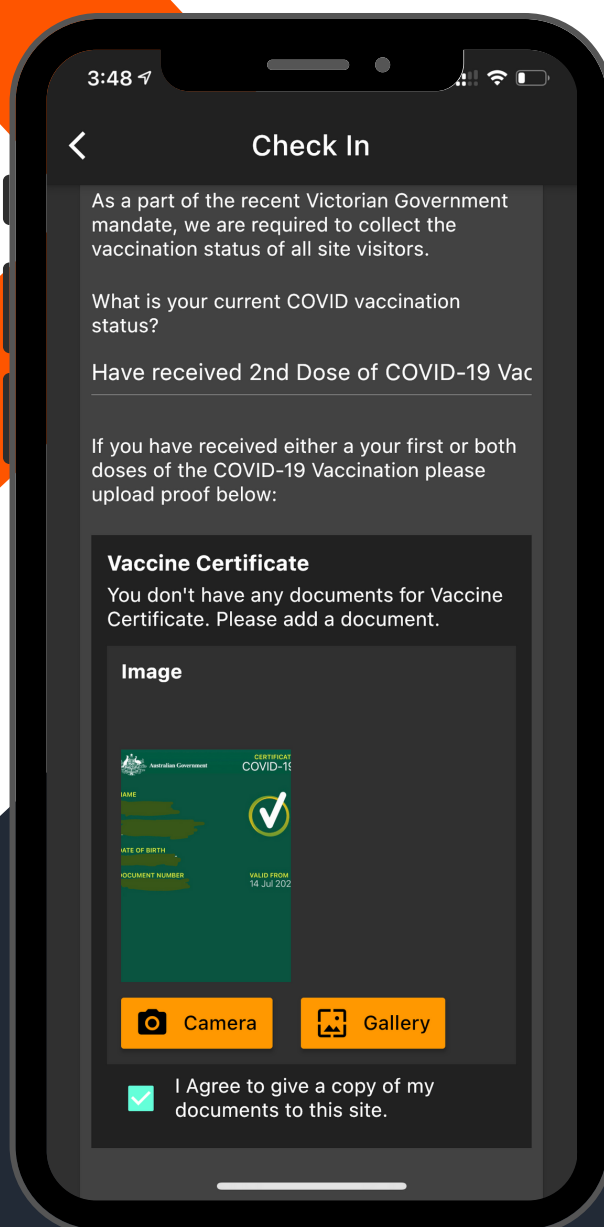 3:48
Check In
As a part of the recent Victorian Government
mandate, we are required to collect the
vaccination status of all site visitors.
What is your current COVID vaccination
status?
Have received 2nd Dose of COVID-19 Vac
If you have received either a your first or both
doses of the COVID-19 Vaccination please
upload proof below:
Vaccine Certificate
You don't have any documents for Vaccine
Certificate. Please add a document.
Image
Australian Government
CERTIFICAT
COVID-19
NAME
DATE OF BIRTH
DOCUMENT NUMBER
VALID FROM
14 Jul 202
Camera
Gallery
I Agree to give a copy of my
documents to this site.